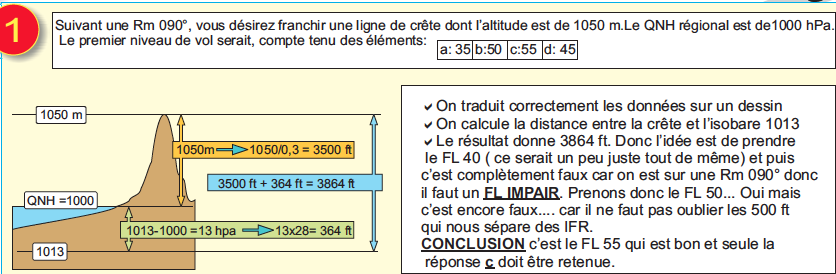 1
Suivant une Rm 090°, vous désirez franchir une ligne de crête dont l'altitude est de 1050 m.Le QNH régional est de1000 hPa.
Le premier niveau de vol serait, compte tenu des éléments: a: 35 b:50 c:55 d: 45
1050 m
1050m 1050/0,3 = 3500 ft
3500 ft + 364 ft = 3864 ft
QNH =1000
1013-1000 =13 hpa 13x28= 364 ft
1013
✓On traduit correctement les données sur un dessin
✓On calcule la distance entre la crête et l'isobare 1013
✓Le résultat donne 3864 ft. Donc l'idée est de prendre
le FL 40 ( ce serait un peu juste tout de même) et puis
c'est complètement faux car on est sur une Rm 090° donc
il faut un FL IMPAIR. Prenons donc le FL 50... Oui mais
c'est encore faux.... car il ne faut pas oublier les 500 ft
qui nous sépare des IFR.
CONCLUSION c'est le FL 55 qui est bon et seule la
réponse c doit être retenue.